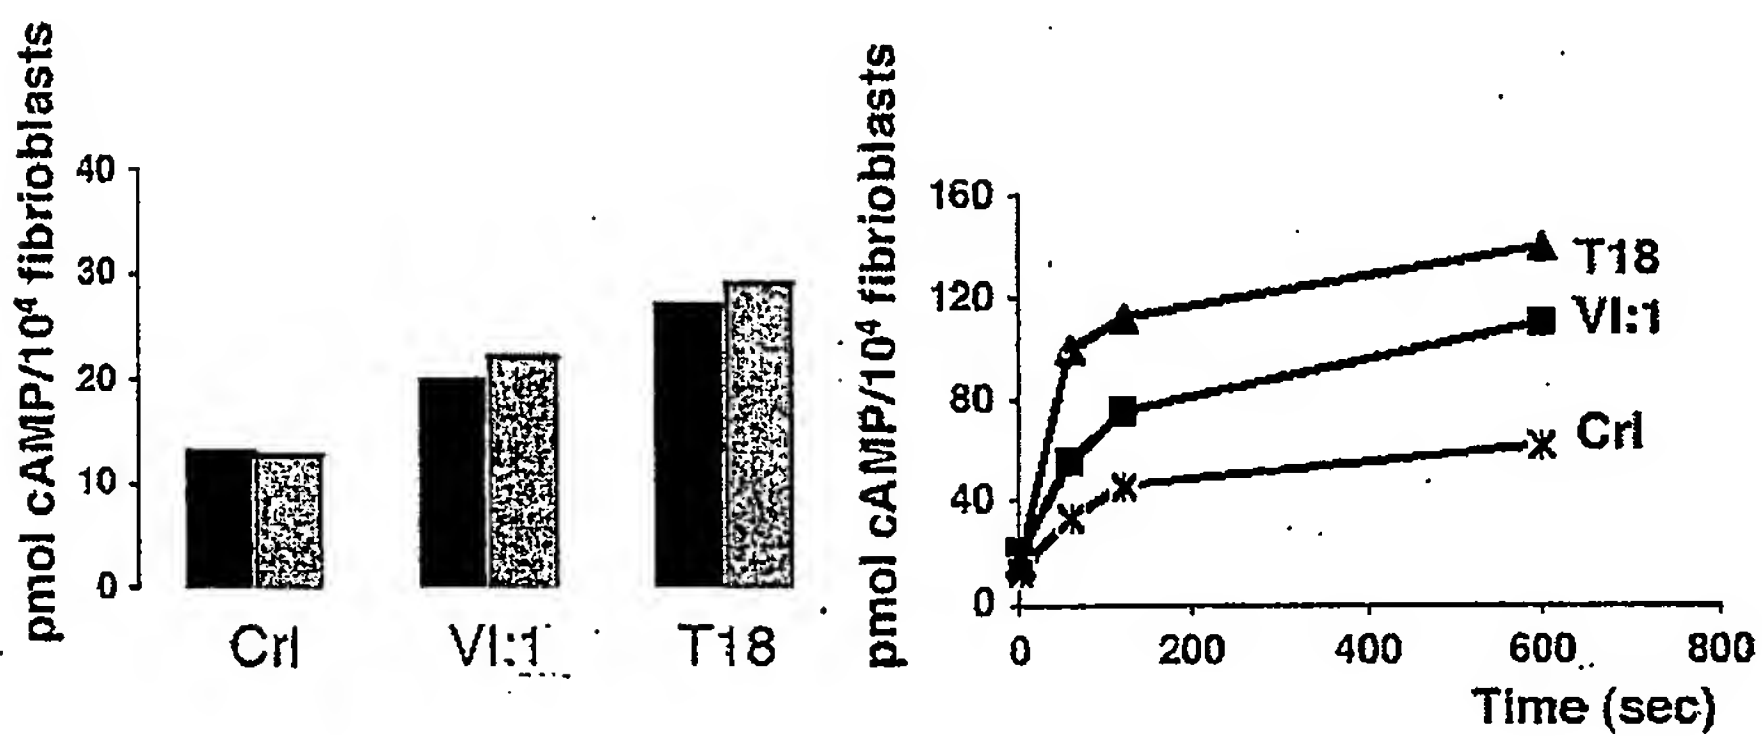 pmol cAMP/10⁴ fibrioblasts
40
30
20
10
0
Crl
VI:1
T18
pmol cAMP/10⁴ fibrioblasts
160
120
80
40
0
T18
VI:1
Crl
0 200 400 600 800
Time (sec)